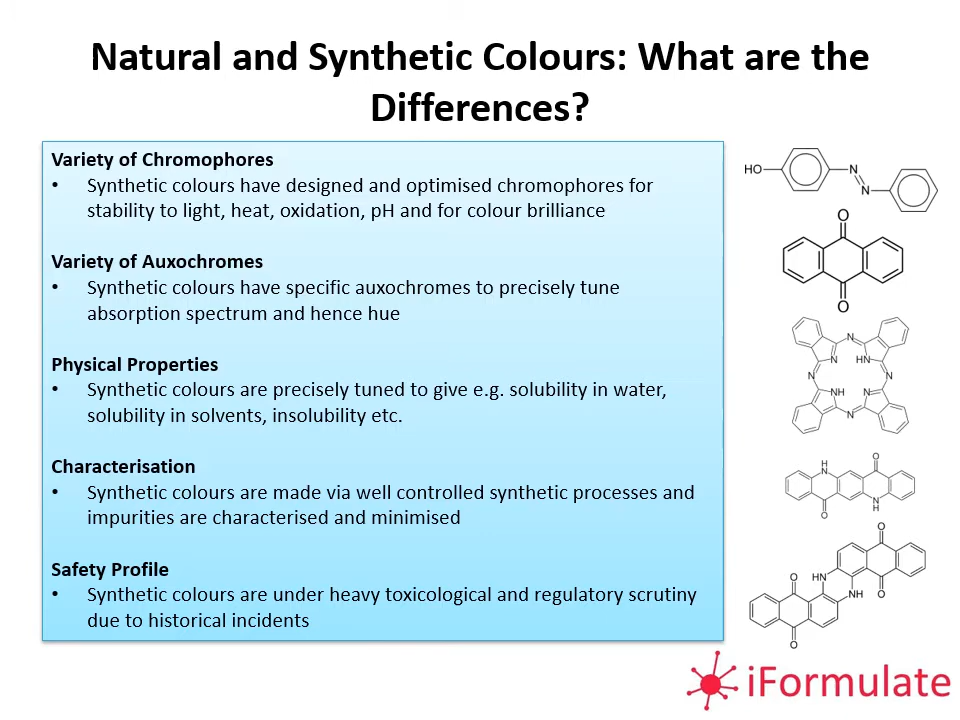 Natural and Synthetic Colours: What are the
Differences?
Variety of Chromophores
• Synthetic colours have designed and optimised chromophores for
stability to light, heat, oxidation, pH and for colour brilliance
Variety of Auxochromes
• Synthetic colours have specific auxochromes to precisely tune
absorption spectrum and hence hue
Physical Properties
• Synthetic colours are precisely tuned to give e.g. solubility in water,
solubility in solvents, insolubility etc.
Characterisation
• Synthetic colours are made via well controlled synthetic processes and
impurities are characterised and minimised
Safety Profile
• Synthetic colours are under heavy toxicological and regulatory scrutiny
due to historical incidents
HO
N
N
O
O
N
N
HN
N
N
NH
N
N
H
N
O
O
N
H
O
O
HN
NH
O
O
iFormulate